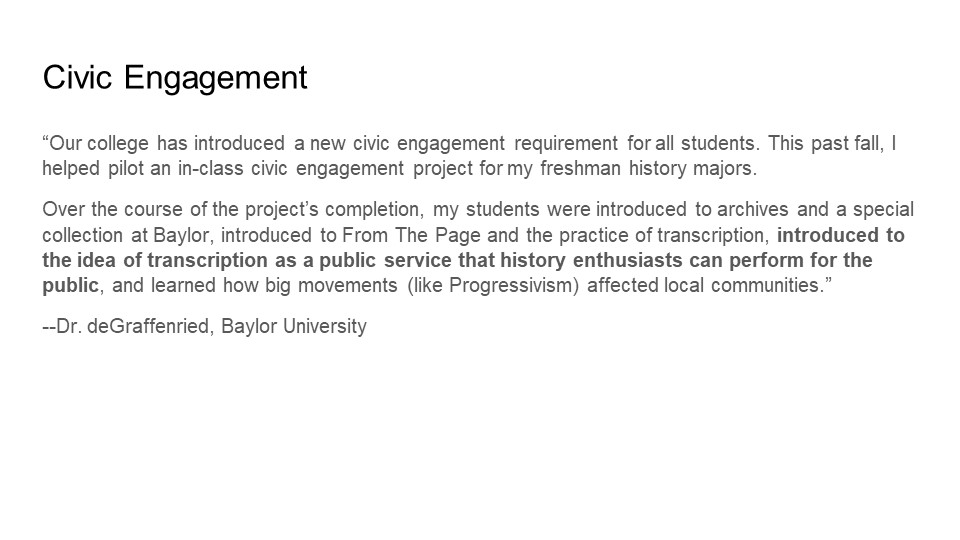 Civic Engagement
“Our college has introduced a new civic engagement requirement for all students. This past fall, I
helped pilot an in-class civic engagement project for my freshman history majors.
Over the course of the project’s completion, my students were introduced to archives and a special
collection at Baylor, introduced to From The Page and the practice of transcription, introduced to
the idea of transcription as a public service that history enthusiasts can perform for the
public, and learned how big movements (like Progressivism) affected local communities.”
--Dr. deGraffenried, Baylor University